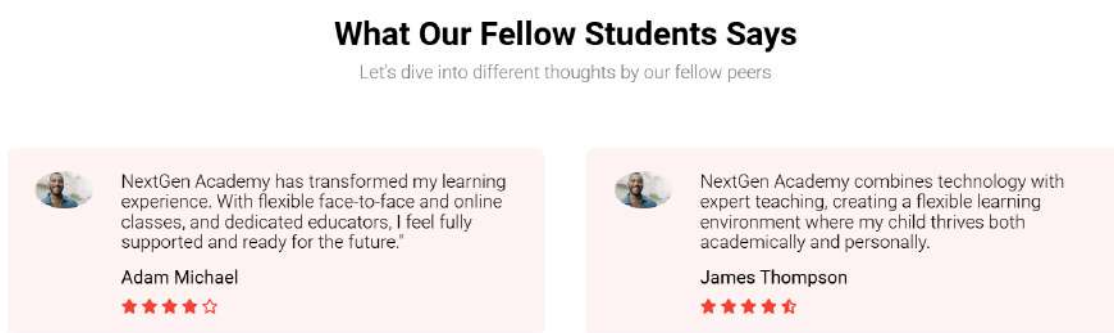 What Our Fellow Students Says
Let's dive into different thoughts by our fellow peers
NextGen Academy has transformed my learning
experience. With flexible face-to-face and online
classes, and dedicated educators, I feel fully
supported and ready for the future."
Adam Michael
NextGen Academy combines technology with
expert teaching, creating a flexible learning
environment where my child thrives both
academically and personally.
James Thompson